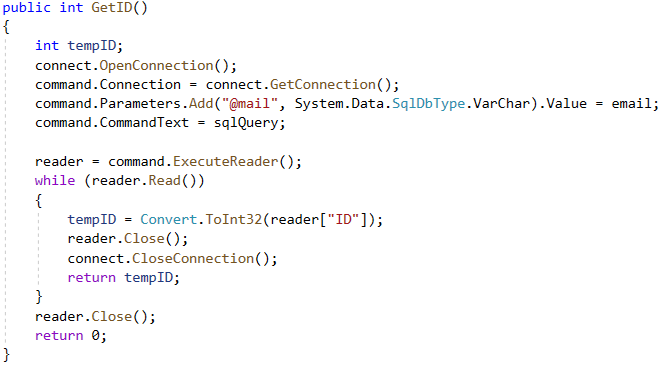 public int GetID()
{
int tempID;
connect.OpenConnection();
command.Connection = connect.GetConnection();
command.Parameters.Add("@mail", System.Data.SqlDbType.VarChar).Value = email;
command.CommandText = sqlQuery;
reader = command.ExecuteReader();
while (reader.Read())
{
tempID = Convert.ToInt32(reader["ID"]);
reader.Close();
connect.CloseConnection();
return tempID;
}
reader.Close();
return 0;
}